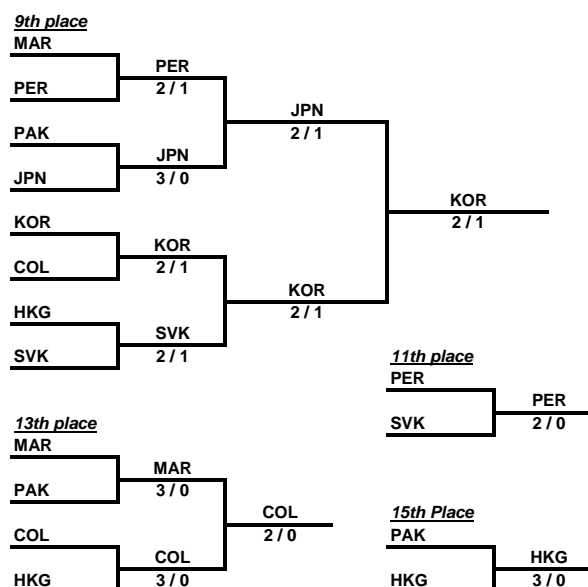 9th place
MAR
PER
2 / 1
PER
JPN
2 / 1
PAK
JPN
3 / 0
JPN
KOR
2 / 1
KOR
KOR
2 / 1
COL
KOR
2 / 1
HKG
SVK
2 / 1
SVK
11th place
PER
PER
2 / 0
SVK
13th place
MAR
MAR
3 / 0
PAK
COL
2 / 0
COL
COL
3 / 0
HKG
15th Place
PAK
HKG
3 / 0
HKG